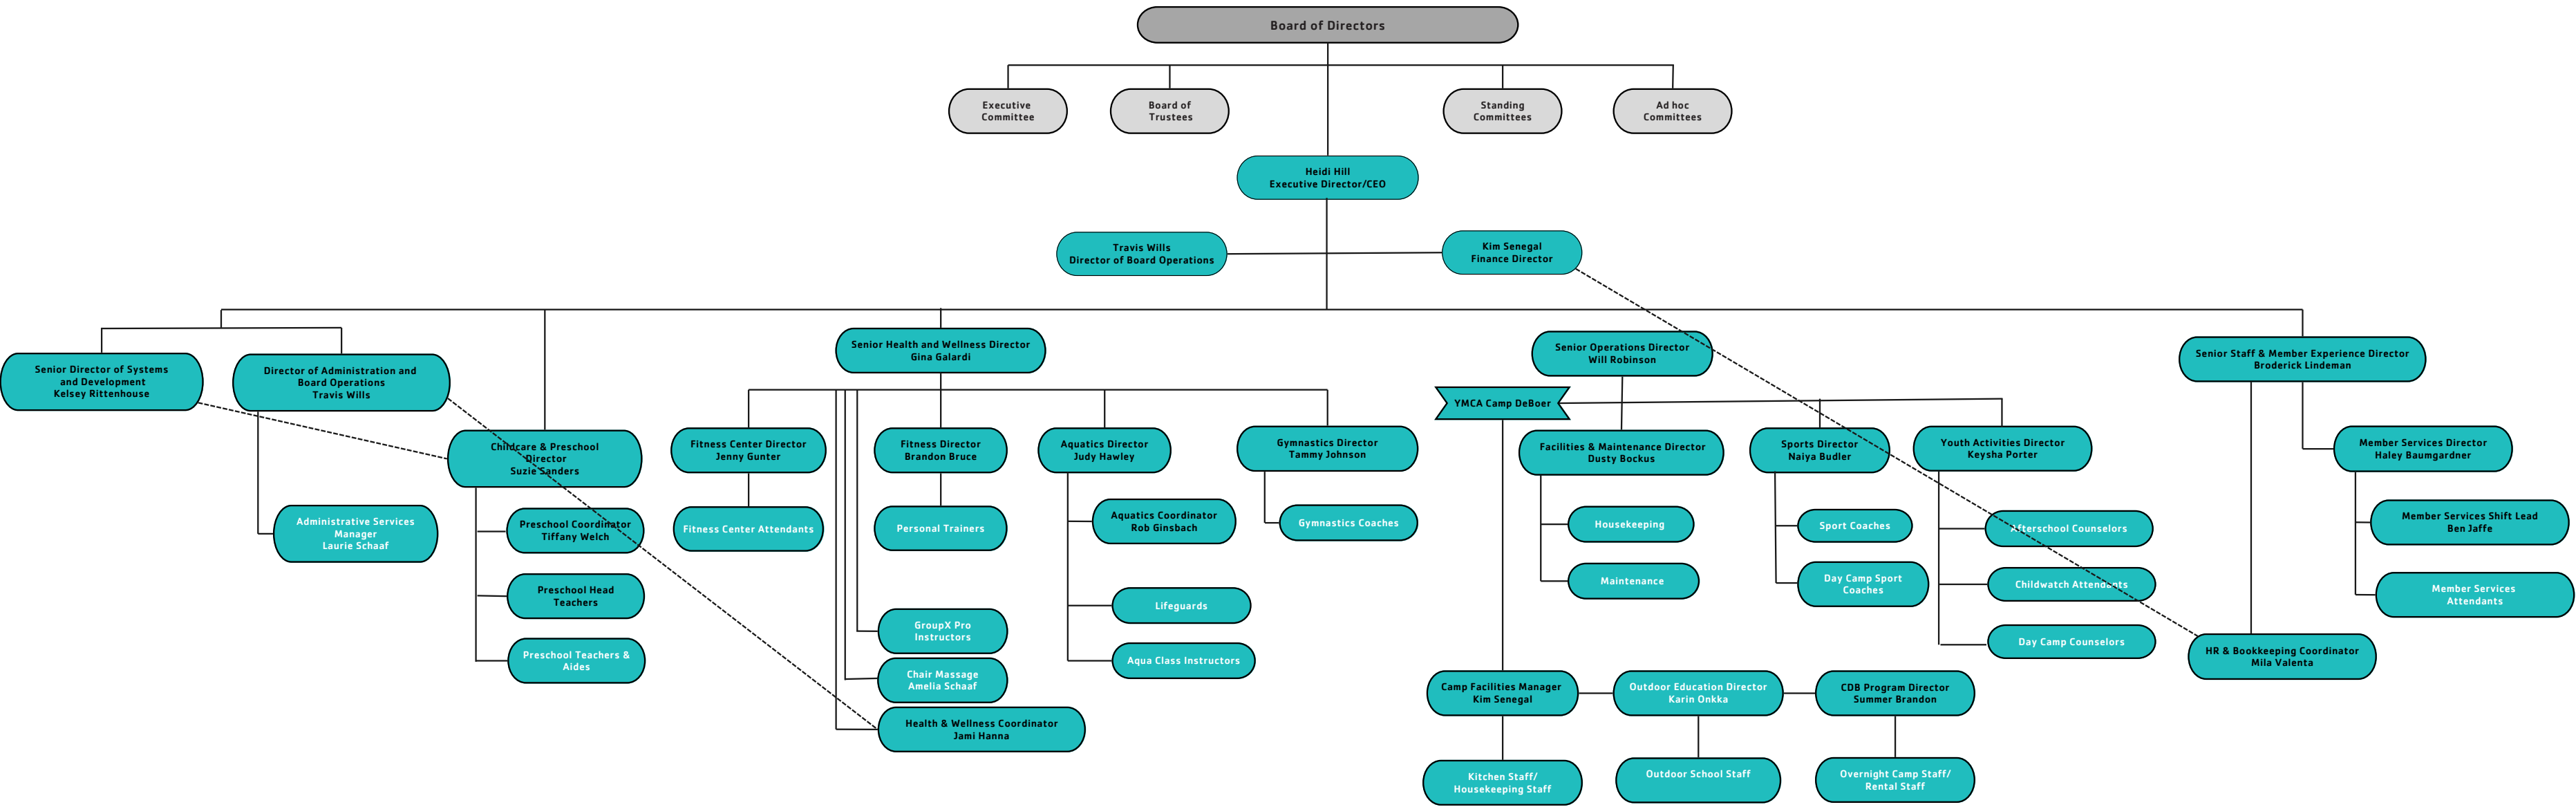 Board of Directors
Executive
Committee
Board of
Trustees
Standing
Committees
Ad hoc
Committees
Heidi Hill
Executive Director/CEO
Travis Wills
Director of Board Operations
Kim Senegal
Finance Director
Senior Director of Systems
and Development
Kelsey Rittenhouse
Director of Administration and
Board Operations
Travis Wills
Senior Health and Wellness Director
Gina Galardi
Senior Operations Director
Will Robinson
Senior Staff & Member Experience Director
Broderick Lindeman
YMCA Camp DeBoer
Childcare & Preschool
Director
Suzie Sanders
Fitness Center Director
Jenny Gunter
Fitness Director
Brandon Bruce
Aquatics Director
Judy Hawley
Gymnastics Director
Tammy Johnson
Facilities & Maintenance Director
Dusty Bockus
Sports Director
Naiya Budler
Youth Activities Director
Keysha Porter
Member Services Director
Haley Baumgardner
Administrative Services
Manager
Laurie Schaaf
Preschool Coordinator
Tiffany Welch
Fitness Center Attendants
Personal Trainers
Aquatics Coordinator
Rob Ginsbach
Gymnastics Coaches
Housekeeping
Sport Coaches
Afterschool Counselors
Member Services Shift Lead
Ben Jaffe
Preschool Head
Teachers
Lifeguards
Maintenance
Day Camp Sport
Coaches
Childwatch Attendants
Member Services
Attendants
Preschool Teachers &
Aides
GroupX Pro
Instructors
Aqua Class Instructors
Day Camp Counselors
HR & Bookkeeping Coordinator
Mila Valenta
Chair Massage
Amelia Schaaf
Camp Facilities Manager
Kim Senegal
Outdoor Education Director
Karin Onkka
CDB Program Director
Summer Brandon
Health & Wellness Coordinator
Jami Hanna
Kitchen Staff/
Housekeeping Staff
Outdoor School Staff
Overnight Camp Staff/
Rental Staff